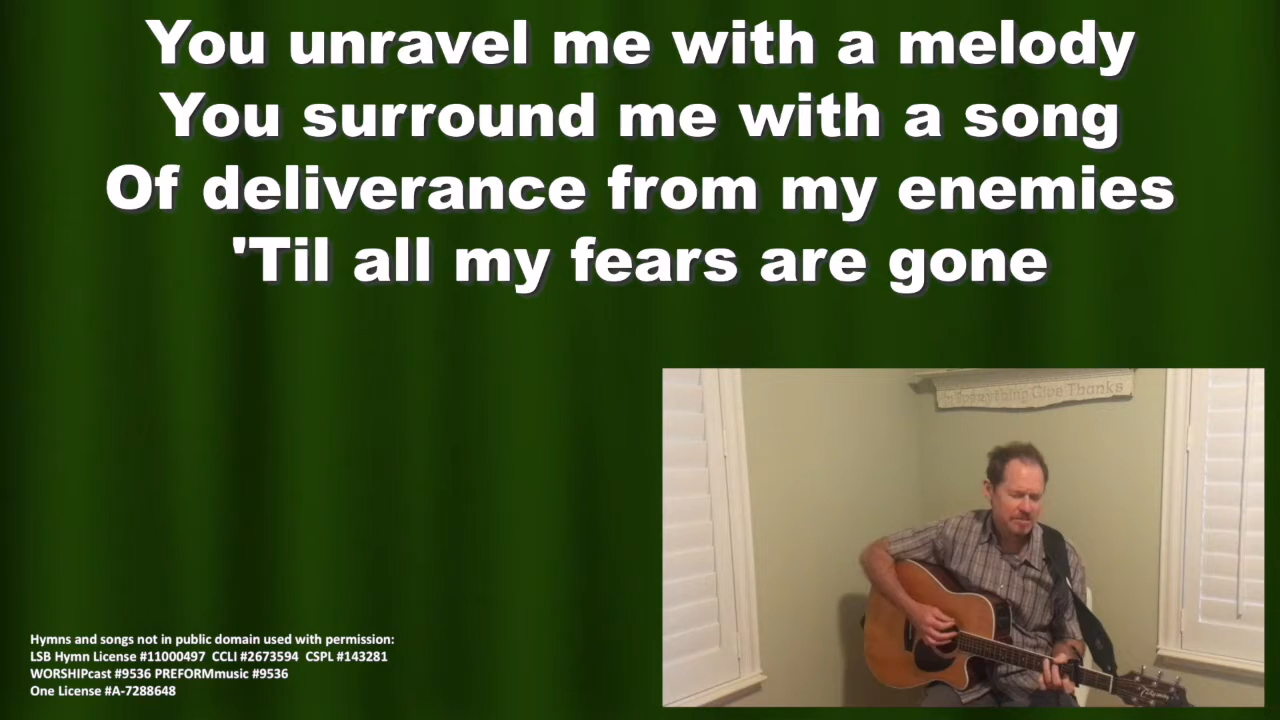 You unravel me with a melody
You surround me with a song
Of deliverance from my enemies
'Til all my fears are gone
In Everything Give Thanks
Hymns and songs not in public domain used with permission:
LSB Hymn License #11000497 CCLI #2673594 CSPL #143281
WORSHIPcast #9536 PREFORMmusic #9536
One License #A-7288648